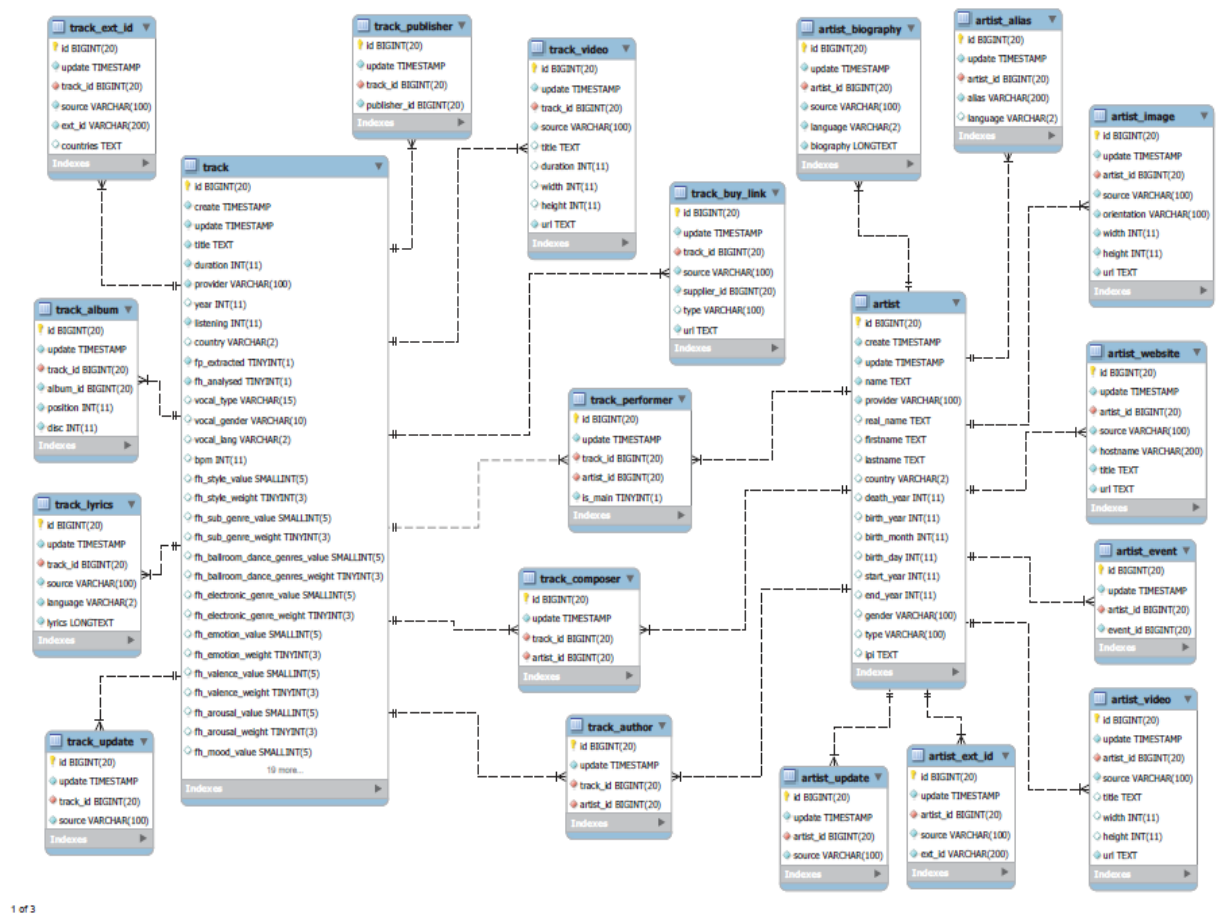 track_ext_id
id BIGINT(20)
update TIMESTAMP
track_id BIGINT(20)
source VARCHAR(100)
ext_id VARCHAR(200)
countries TEXT
Indexes
track_publisher
id BIGINT(20)
update TIMESTAMP
track_id BIGINT(20)
publisher_id BIGINT(20)
Indexes
track_video
id BIGINT(20)
update TIMESTAMP
track_id BIGINT(20)
source VARCHAR(100)
title TEXT
duration INT(11)
width INT(11)
height INT(11)
url TEXT
Indexes
artist_biography
id BIGINT(20)
update TIMESTAMP
artist_id BIGINT(20)
source VARCHAR(100)
language VARCHAR(2)
biography LONGTEXT
Indexes
artist_alias
id BIGINT(20)
update TIMESTAMP
artist_id BIGINT(20)
alias VARCHAR(200)
language VARCHAR(2)
Indexes
artist_image
id BIGINT(20)
update TIMESTAMP
artist_id BIGINT(20)
source VARCHAR(100)
orientation VARCHAR(100)
width INT(11)
height INT(11)
url TEXT
Indexes
track
id BIGINT(20)
create TIMESTAMP
update TIMESTAMP
title TEXT
duration INT(11)
provider VARCHAR(100)
year INT(11)
listening INT(11)
country VARCHAR(2)
fp_extracted TINYINT(1)
fh_analysed TINYINT(1)
vocal_type VARCHAR(15)
vocal_gender VARCHAR(10)
vocal_lang VARCHAR(2)
bpm INT(11)
fh_style_value SMALLINT(5)
fh_style_weight TINYINT(3)
fh_sub_genre_value SMALLINT(5)
fh_sub_genre_weight TINYINT(3)
fh_ballroom_dance_genres_value SMALLINT(5)
fh_ballroom_dance_genres_weight TINYINT(3)
fh_electronic_genre_value SMALLINT(5)
fh_electronic_genre_weight TINYINT(3)
fh_emotion_value SMALLINT(5)
fh_emotion_weight TINYINT(3)
fh_valence_value SMALLINT(5)
fh_valence_weight TINYINT(3)
fh_arousal_value SMALLINT(5)
fh_arousal_weight TINYINT(3)
fh_mood_value SMALLINT(5)
19 more...
Indexes
track_buy_link
id BIGINT(20)
update TIMESTAMP
track_id BIGINT(20)
source VARCHAR(100)
supplier_id BIGINT(20)
type VARCHAR(100)
url TEXT
Indexes
track_album
id BIGINT(20)
update TIMESTAMP
track_id BIGINT(20)
album_id BIGINT(20)
position INT(11)
disc INT(11)
Indexes
artist
id BIGINT(20)
create TIMESTAMP
update TIMESTAMP
name TEXT
provider VARCHAR(100)
real_name TEXT
firstname TEXT
lastname TEXT
country VARCHAR(2)
death_year INT(11)
birth_year INT(11)
birth_month INT(11)
birth_day INT(11)
start_year INT(11)
end_year INT(11)
gender VARCHAR(100)
type VARCHAR(100)
ipi TEXT
Indexes
artist_website
id BIGINT(20)
update TIMESTAMP
artist_id BIGINT(20)
source VARCHAR(100)
hostname VARCHAR(200)
title TEXT
url TEXT
Indexes
track_performer
id BIGINT(20)
update TIMESTAMP
track_id BIGINT(20)
artist_id BIGINT(20)
is_main TINYINT(1)
Indexes
track_lyrics
id BIGINT(20)
update TIMESTAMP
track_id BIGINT(20)
source VARCHAR(100)
language VARCHAR(2)
lyrics LONGTEXT
Indexes
track_composer
id BIGINT(20)
update TIMESTAMP
track_id BIGINT(20)
artist_id BIGINT(20)
Indexes
artist_event
id BIGINT(20)
update TIMESTAMP
artist_id BIGINT(20)
event_id BIGINT(20)
Indexes
track_update
id BIGINT(20)
update TIMESTAMP
track_id BIGINT(20)
source VARCHAR(100)
Indexes
track_author
id BIGINT(20)
update TIMESTAMP
track_id BIGINT(20)
artist_id BIGINT(20)
Indexes
artist_update
id BIGINT(20)
update TIMESTAMP
artist_id BIGINT(20)
source VARCHAR(100)
Indexes
artist_ext_id
id BIGINT(20)
update TIMESTAMP
artist_id BIGINT(20)
source VARCHAR(100)
ext_id VARCHAR(200)
Indexes
artist_video
id BIGINT(20)
update TIMESTAMP
artist_id BIGINT(20)
source VARCHAR(100)
title TEXT
width INT(11)
height INT(11)
url TEXT
Indexes
1 of 3